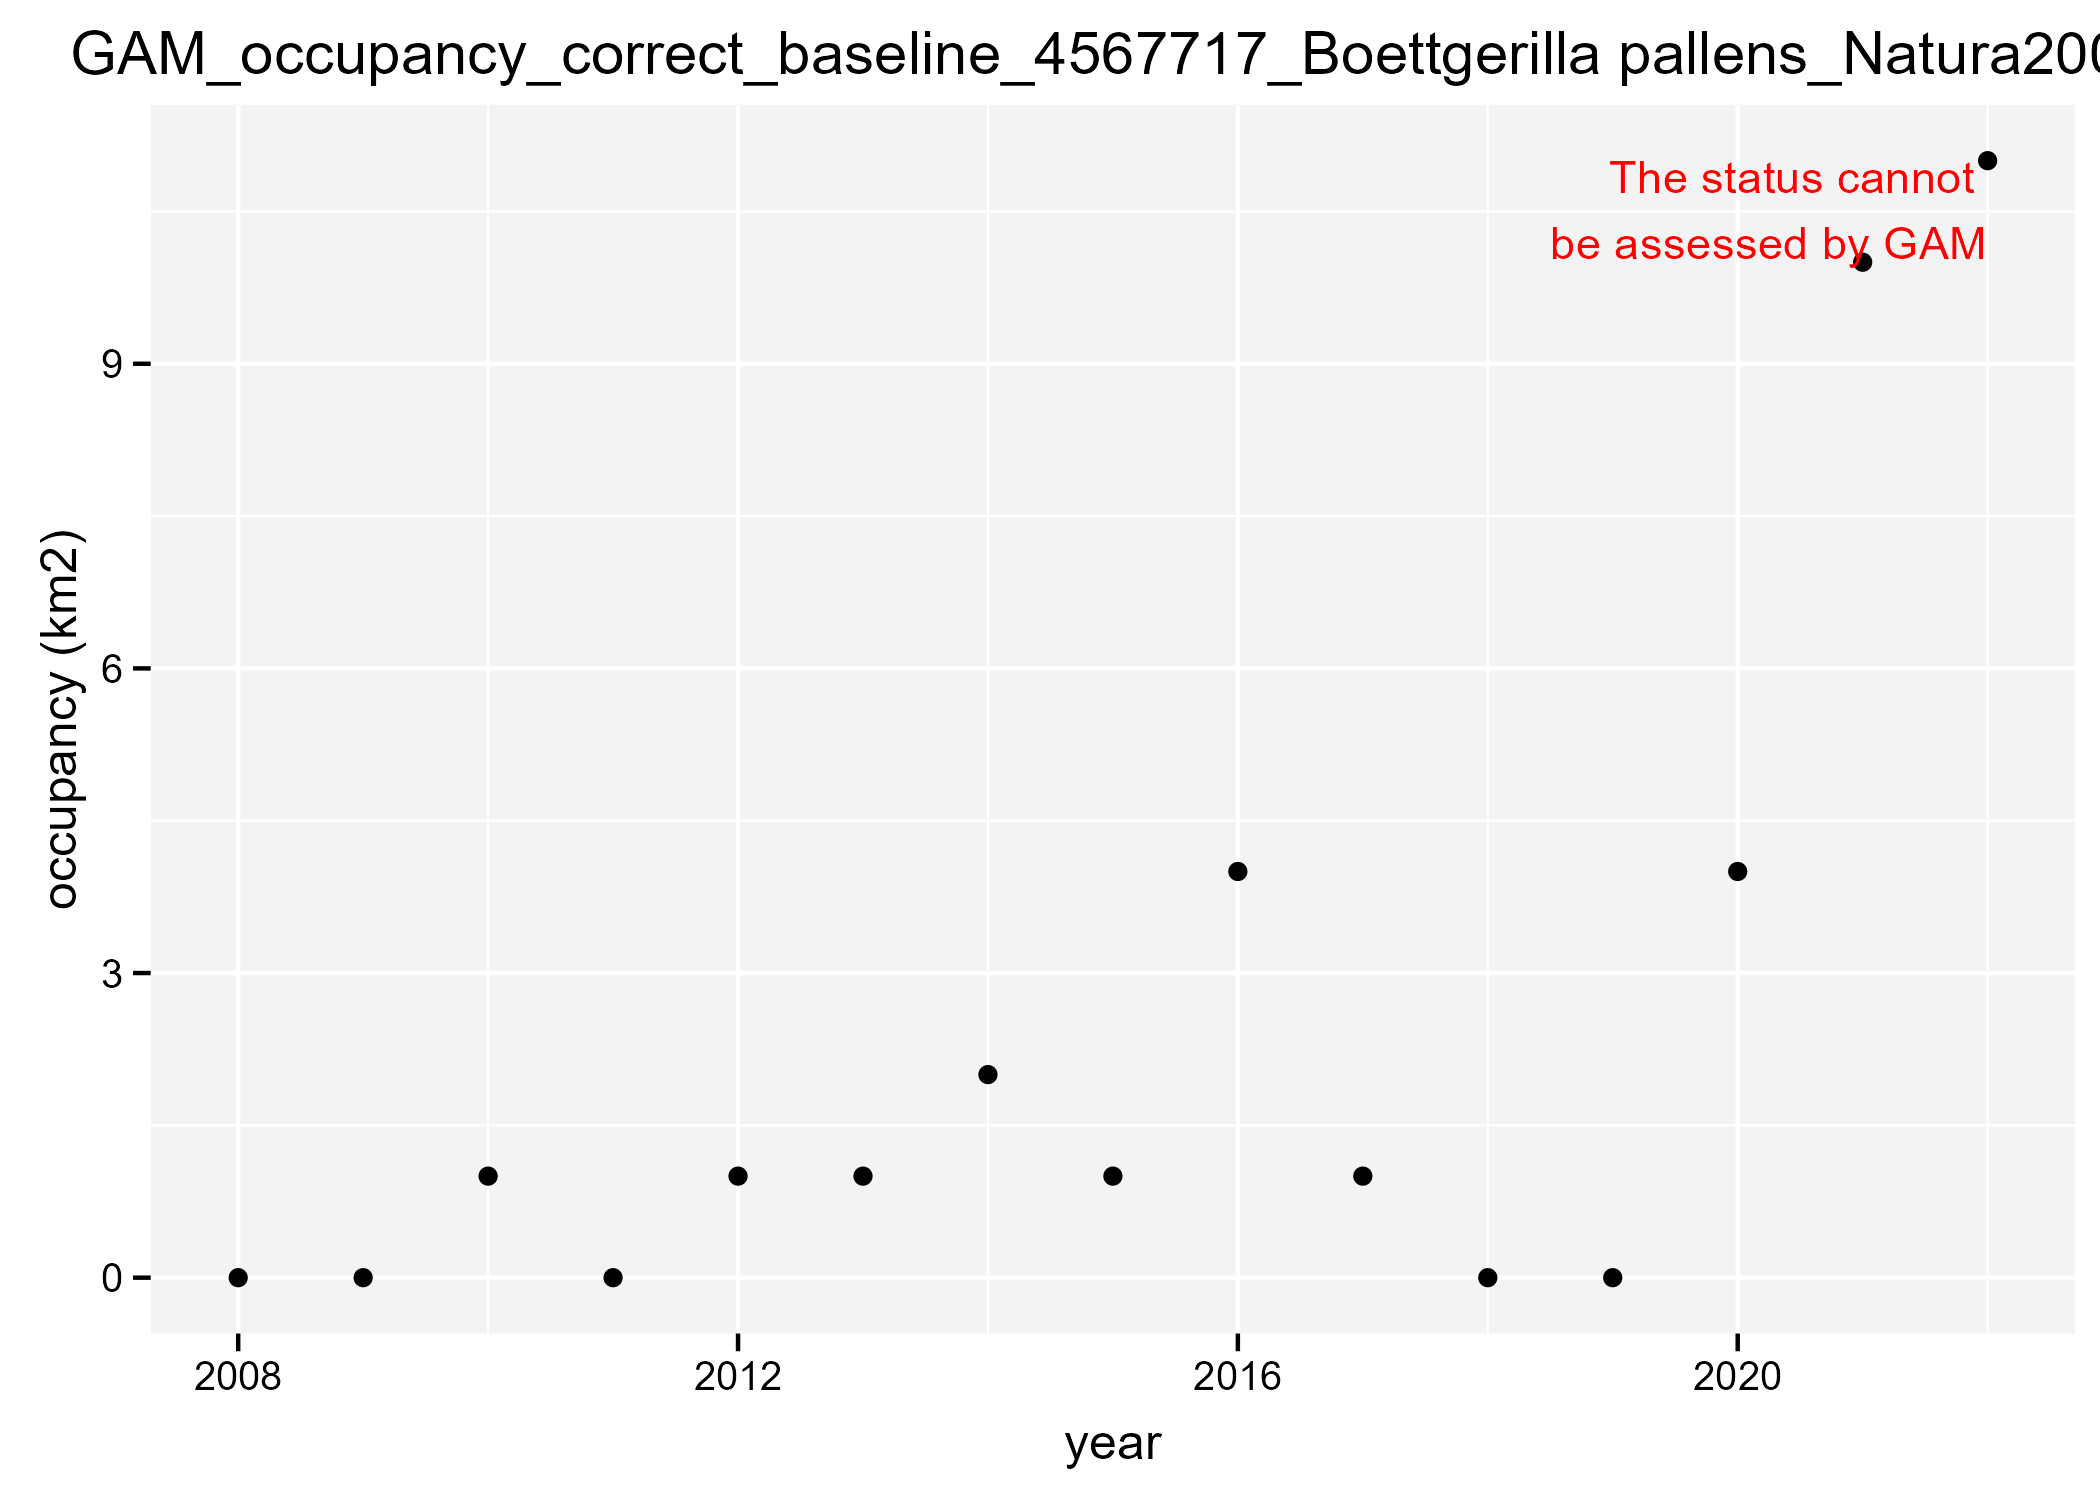 GAM_occupancy_correct_baseline_4567717_Boettgerilla pallens_Natura200
The status cannot
be assessed by GAM
9
6
3
0
occupancy (km2)
2008 2012 2016 2020
year